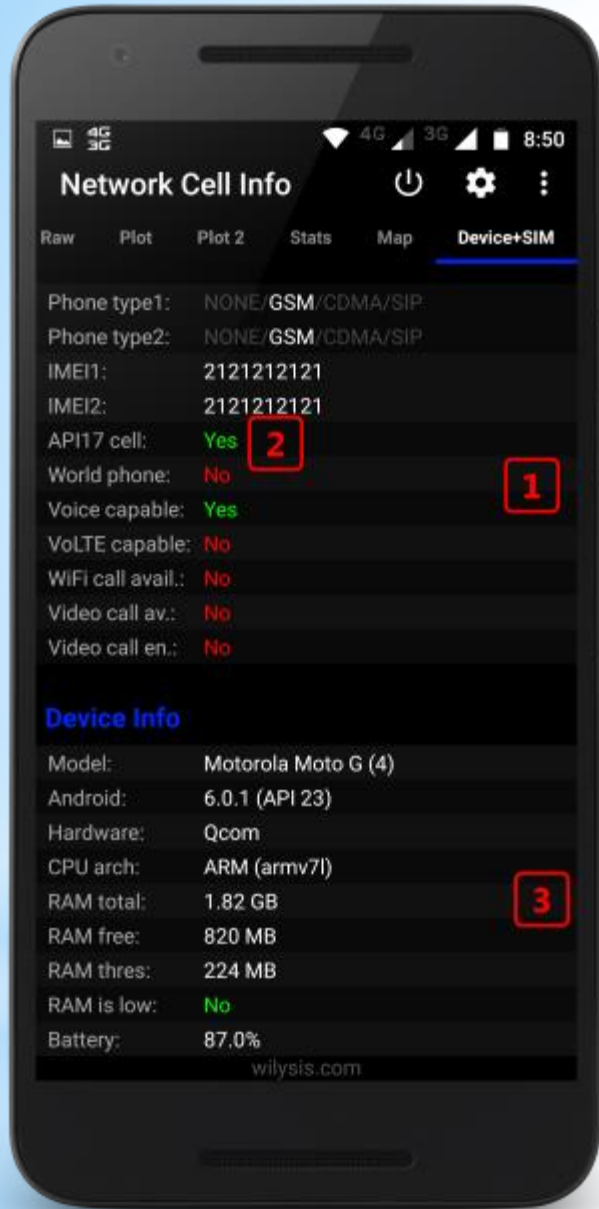 4G 3G 4G 3G 8:50
Network Cell Info
Raw Plot Plot 2 Stats Map Device+SIM
Phone type1: NONE/GSM/CDMA/SIP
Phone type2: NONE/GSM/CDMA/SIP
IMEI1: 2121212121
IMEI2: 2121212121
API17 cell: Yes 2
World phone: No 1
Voice capable: Yes
VoLTE capable: No
WiFi call avail.: No
Video call av.: No
Video call en.: No
Device Info
Model: Motorola Moto G (4)
Android: 6.0.1 (API 23)
Hardware: Qcom
CPU arch: ARM (armv7l)
RAM total: 1.82 GB 3
RAM free: 820 MB
RAM thres: 224 MB
RAM is low: No
Battery: 87.0%
wilysis.com